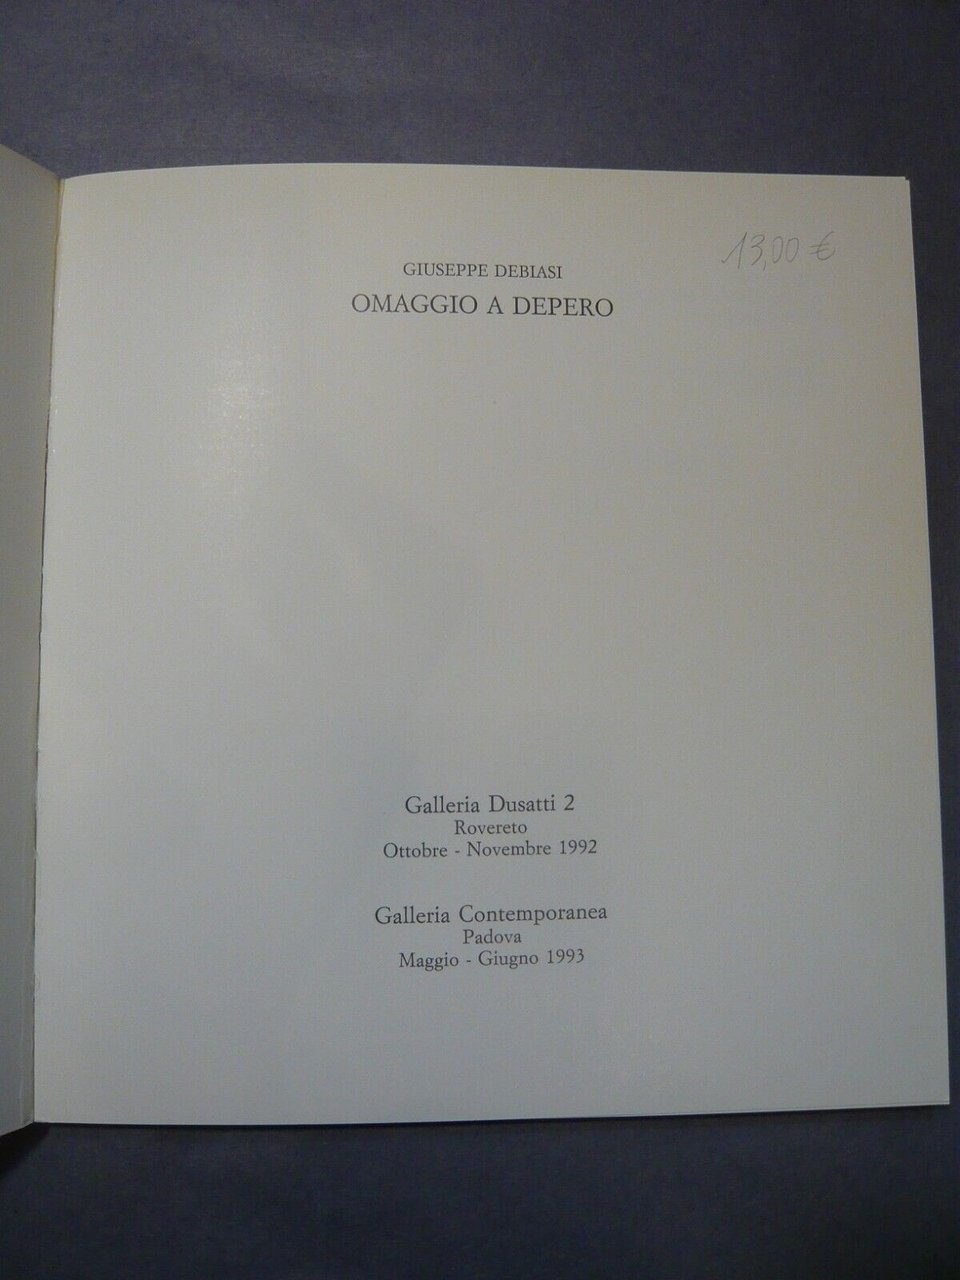 13,00 €
GIUSEPPE DEBIASI
OMAGGIO A DEPERO
Galleria Dusatti 2
Rovereto
Ottobre - Novembre 1992
Galleria Contemporanea
Padova
Maggio - Giugno 1993